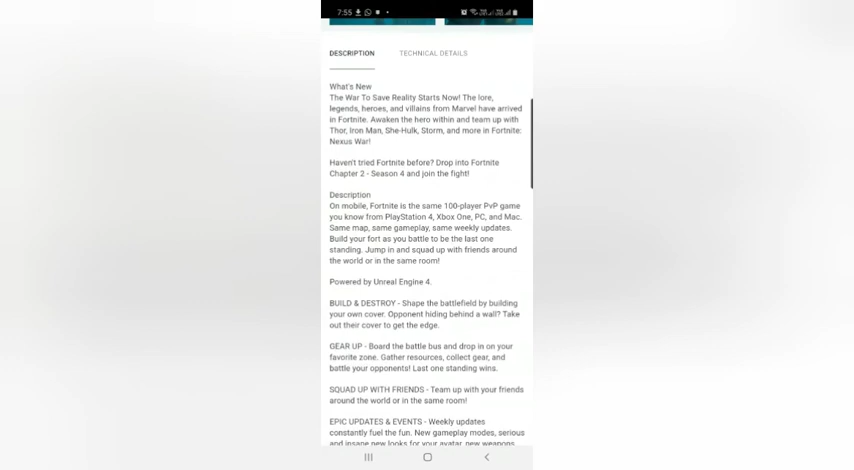 7:55
DESCRIPTION
TECHNICAL DETAILS
What's New
The War To Save Reality Starts Now! The lore,
legends, heroes, and villains from Marvel have arrived
in Fortnite. Awaken the hero within and team up with
Thor, Iron Man, She-Hulk, Storm, and more in Fortnite:
Nexus War!
Haven't tried Fortnite before? Drop into Fortnite
Chapter 2 - Season 4 and join the fight!
Description
On mobile, Fortnite is the same 100-player PvP game
you know from PlayStation 4, Xbox One, PC, and Mac.
Same map, same gameplay, same weekly updates.
Build your fort as you battle to be the last one
standing. Jump in and squad up with friends around
the world or in the same room!
Powered by Unreal Engine 4.
BUILD & DESTROY - Shape the battlefield by building
your own cover. Opponent hiding behind a wall? Take
out their cover to get the edge.
GEAR UP - Board the battle bus and drop in on your
favorite zone. Gather resources, collect gear, and
battle your opponents! Last one standing wins.
SQUAD UP WITH FRIENDS - Team up with your friends
around the world or in the same room!
EPIC UPDATES & EVENTS - Weekly updates
constantly fuel the fun. New gameplay modes, serious
and insane new looks for your avatar, new weapons